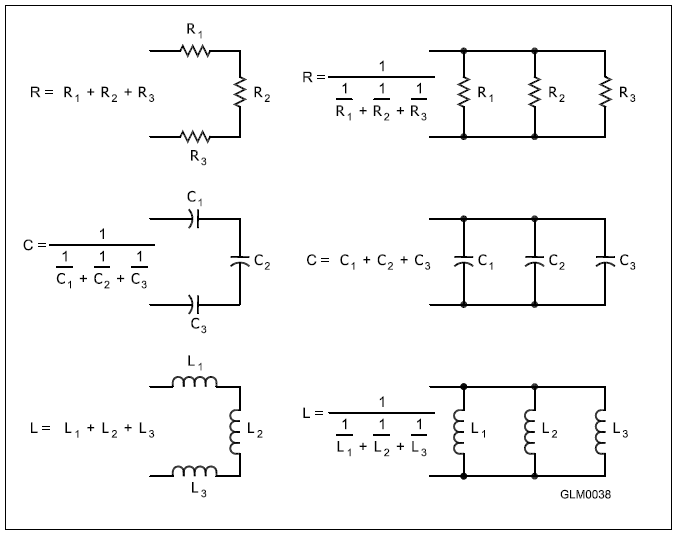 R₁
R = R₁ + R₂ + R₃
R₂
R₃
R = 1 / (1/R₁ + 1/R₂ + 1/R₃)
R₁
R₂
R₃
C₁
C = 1 / (1/C₁ + 1/C₂ + 1/C₃)
C₂
C₃
C = C₁ + C₂ + C₃
C₁
C₂
C₃
L₁
L = L₁ + L₂ + L₃
L₂
L₃
L = 1 / (1/L₁ + 1/L₂ + 1/L₃)
L₁
L₂
L₃
GLM0038